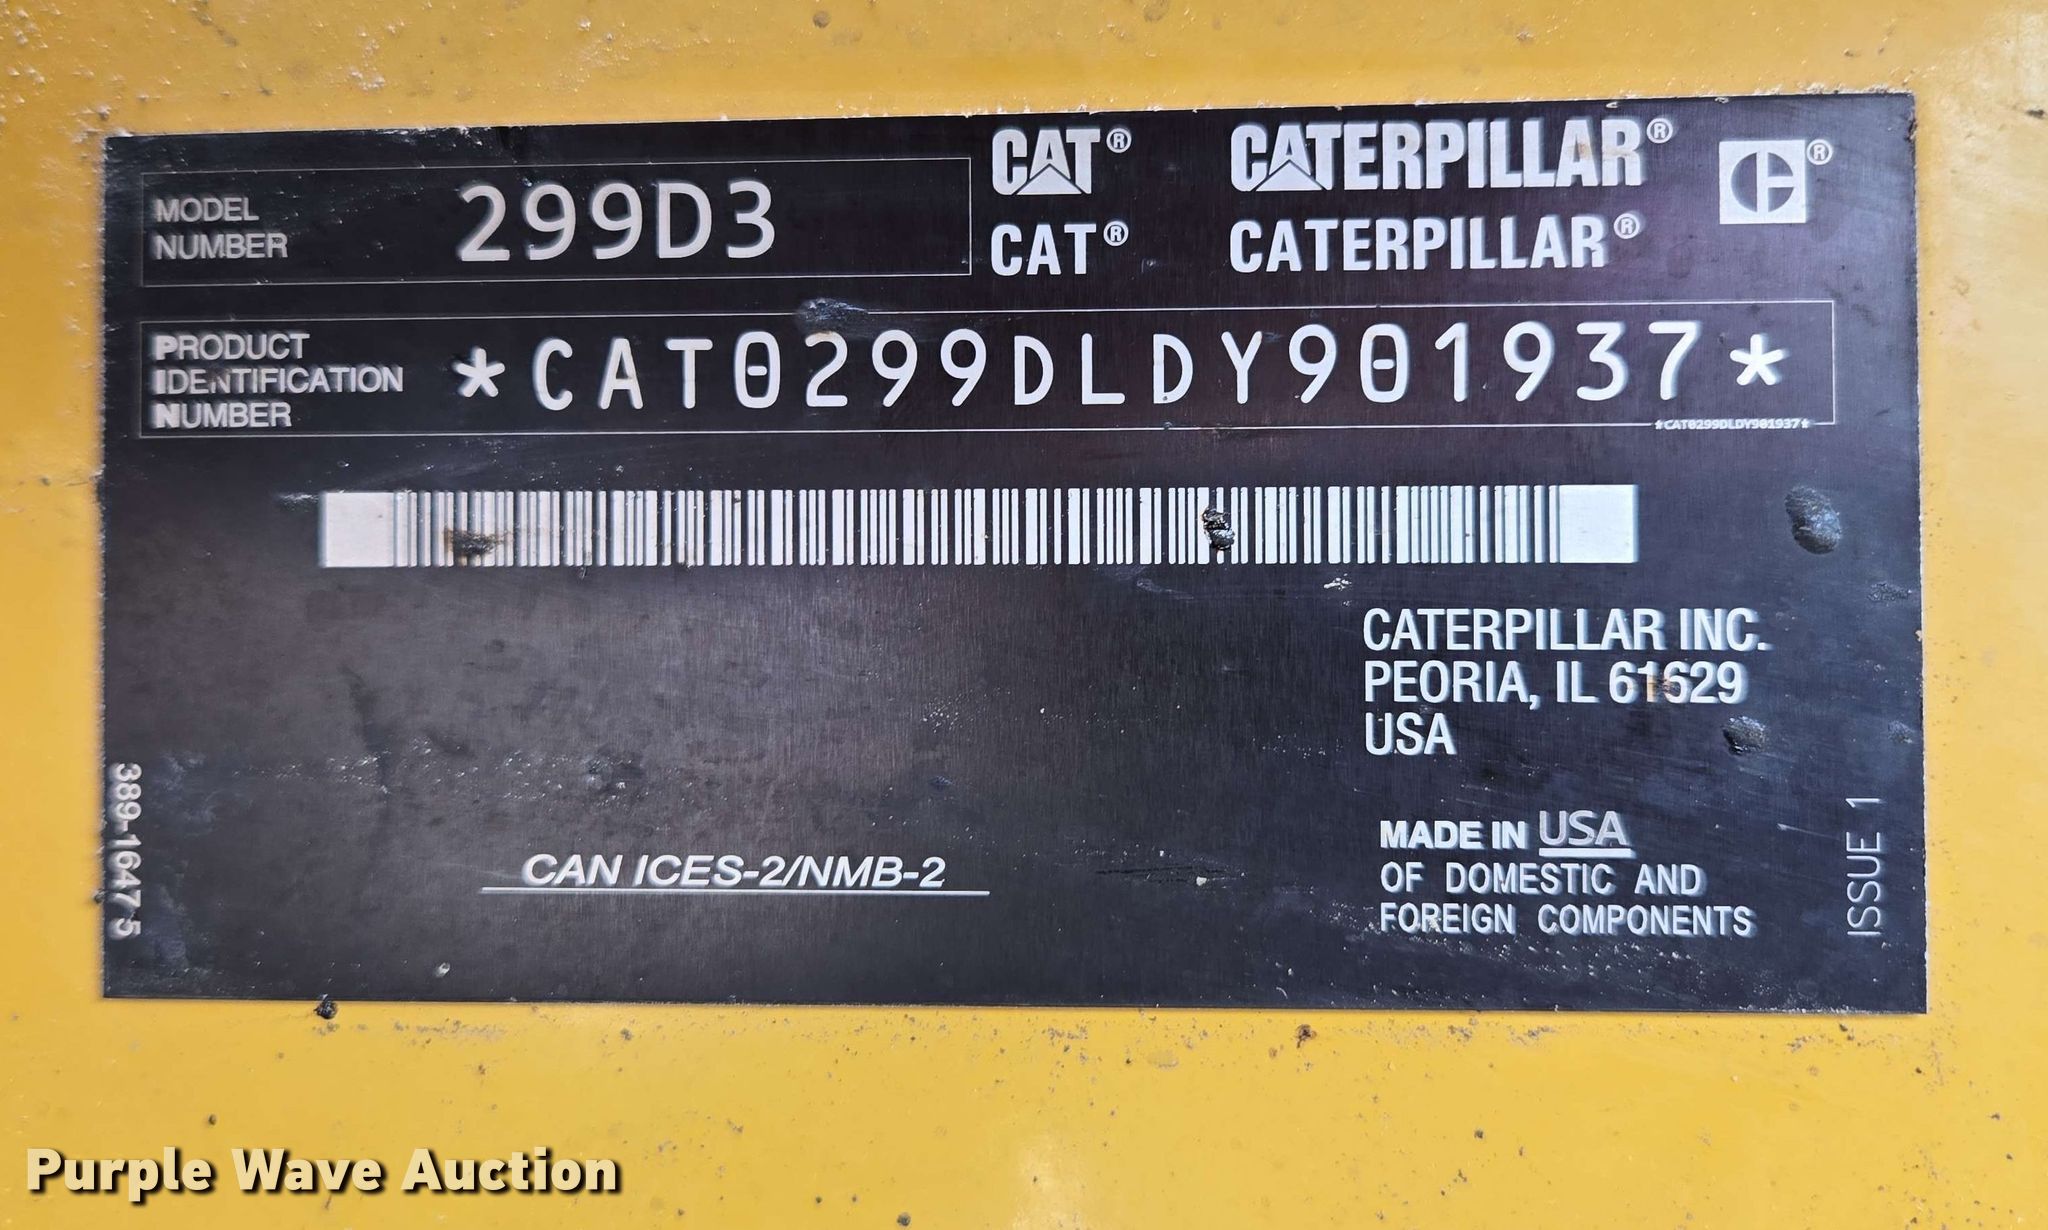 MODEL NUMBER 299D3
CAT® CATERPILLAR® ®
CAT® CATERPILLAR®
PRODUCT
IDENTIFICATION
NUMBER
*CAT0299DLDY901937*
*CAT0299DLDY901937*
CATERPILLAR INC.
PEORIA, IL 61629
USA
MADE IN USA
OF DOMESTIC AND
FOREIGN COMPONENTS
CAN ICES-2/NMB-2
389-1647 5
ISSUE 1
Purple Wave Auction